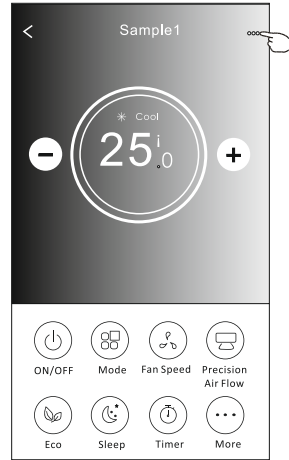 Sample1
Cool
25.0
ON/OFF Mode Fan Speed Precision Air Flow
Eco Sleep Timer More